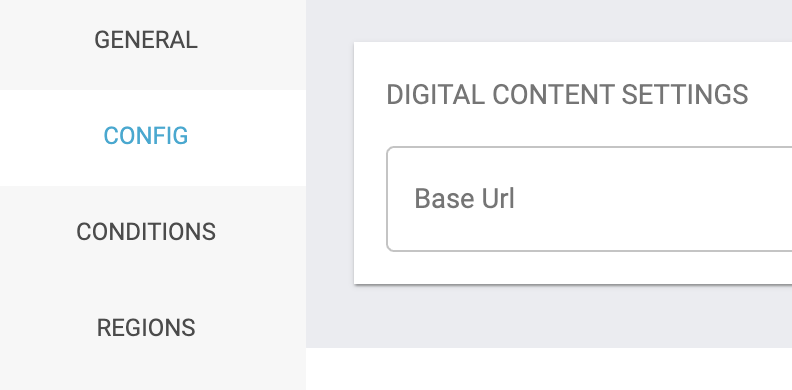 GENERAL
CONFIG
CONDITIONS
REGIONS
DIGITAL CONTENT SETTINGS
Base Url